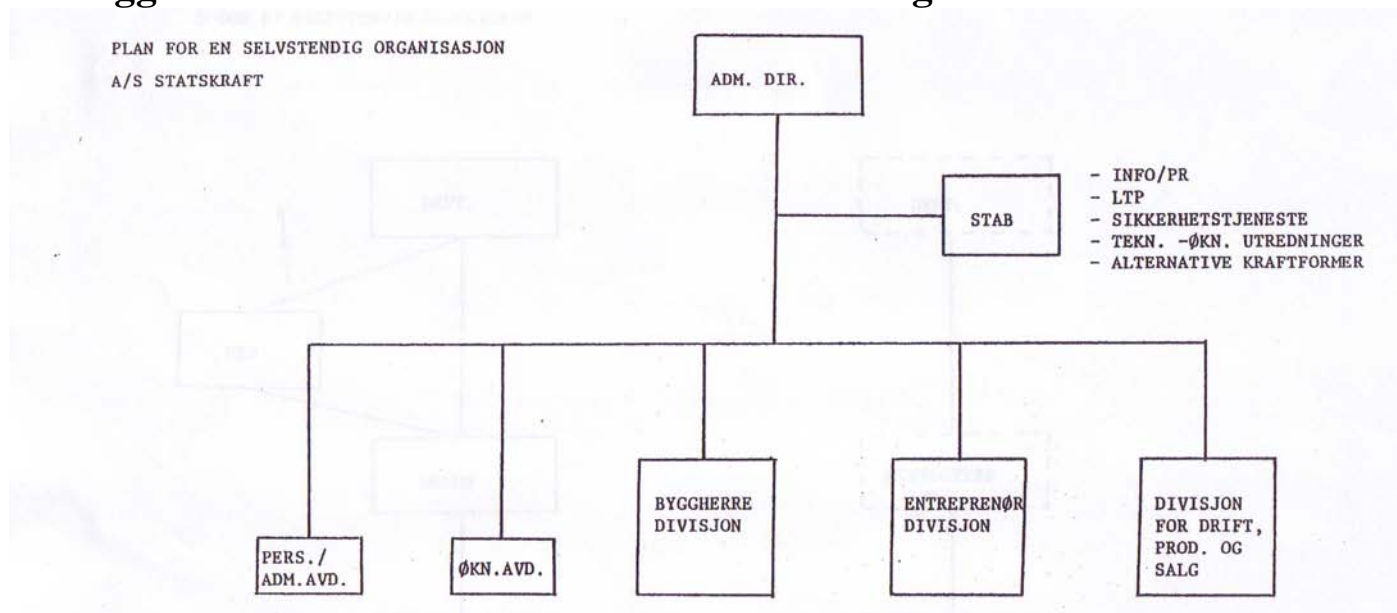 PLAN FOR EN SELVSTENDIG ORGANISASJON
A/S STATSKRAFT
ADM. DIR.
STAB
- INFO/PR
- LTP
- SIKKERHETSTJENESTE
- TEKN. -ØKN. UTREDNINGER
- ALTERNATIVE KRAFTFORMER
PERS./
ADM.AVD.
ØKN.AVD.
BYGGHERRE
DIVISJON
ENTREPRENØR
DIVISJON
DIVISJON
FOR DRIFT,
PROD. OG
SALG